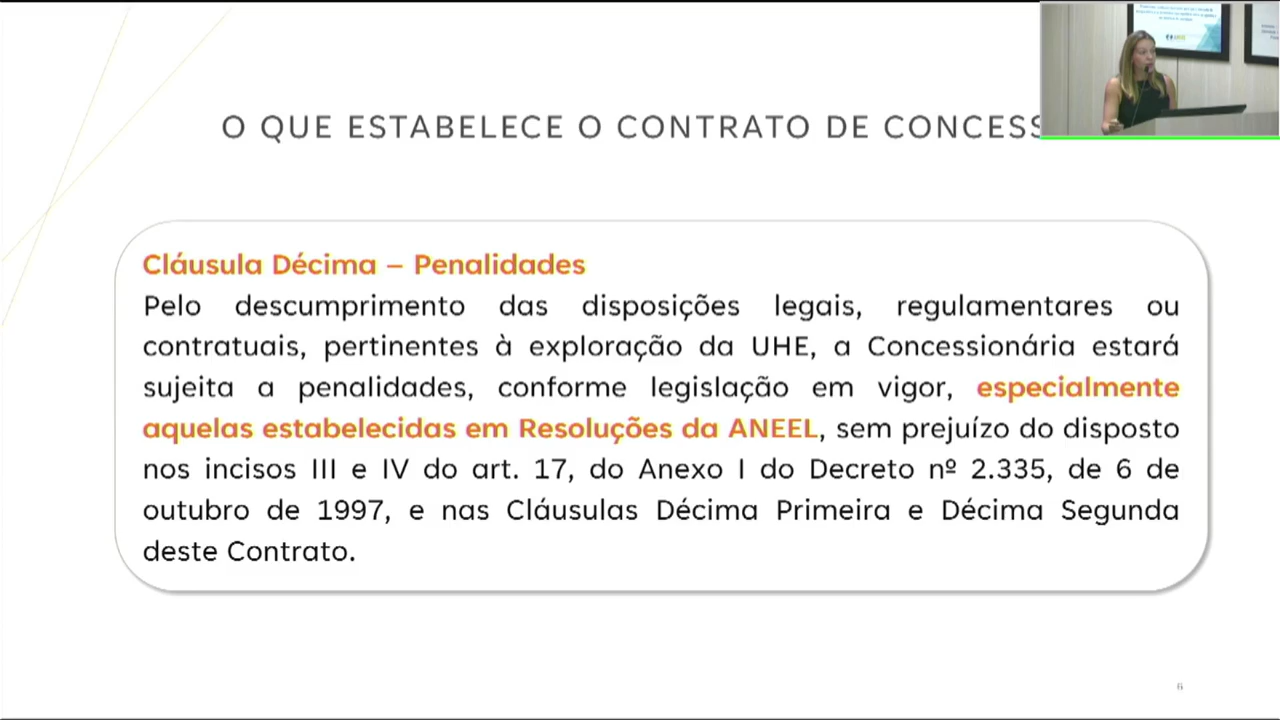 O QUE ESTABELECE O CONTRATO DE CONCESS
Cláusula Décima – Penalidades
Pelo descumprimento das disposições legais, regulamentares ou
contratuais, pertinentes à exploração da UHE, a Concessionária estará
sujeita a penalidades, conforme legislação em vigor, especialmente
aquelas estabelecidas em Resoluções da ANEEL, sem prejuízo do disposto
nos incisos III e IV do art. 17, do Anexo I do Decreto nº 2.335, de 6 de
outubro de 1997, e nas Cláusulas Décima Primeira e Décima Segunda
deste Contrato.